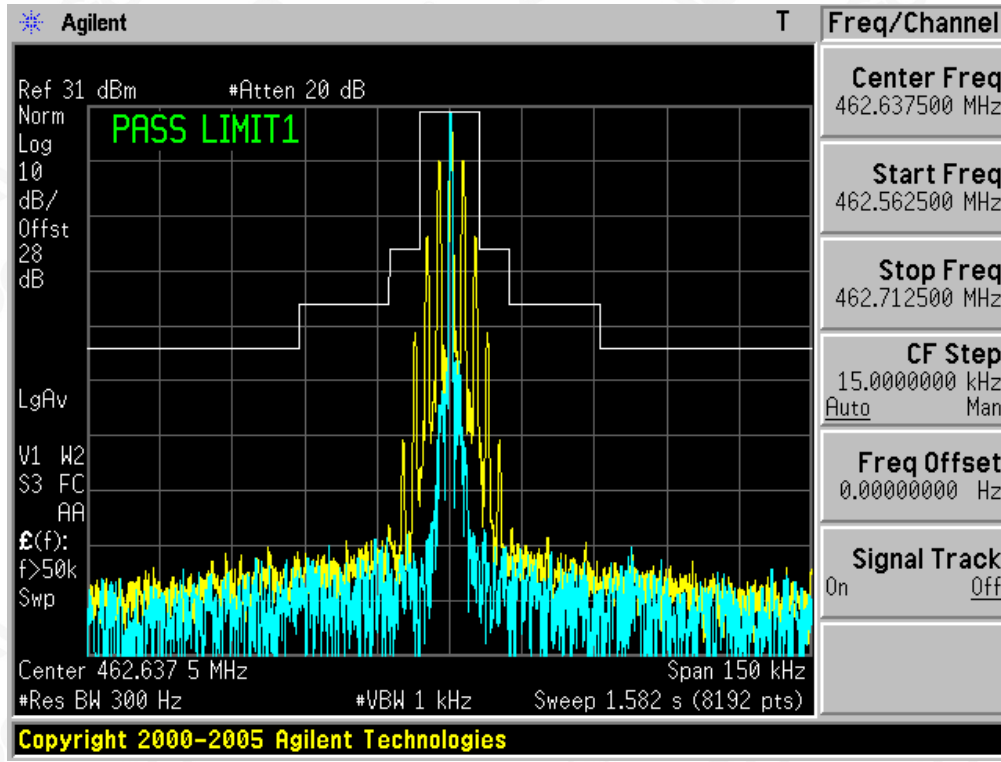 Agilent T
Ref 31 dBm #Atten 20 dB
Norm
Log
10
dB/
Offst
28
dB
PASS LIMIT1
LgAv
V1 W2
S3 FC
AA
£(f):
f>50k
Swp
Center 462.637 5 MHz Span 150 kHz
#Res BW 300 Hz #VBW 1 kHz Sweep 1.582 s (8192 pts)
Copyright 2000-2005 Agilent Technologies
Freq/Channel
Center Freq
462.637500 MHz
Start Freq
462.562500 MHz
Stop Freq
462.712500 MHz
CF Step
15.0000000 kHz
Auto Man
Freq Offset
0.00000000 Hz
Signal Track
On Off